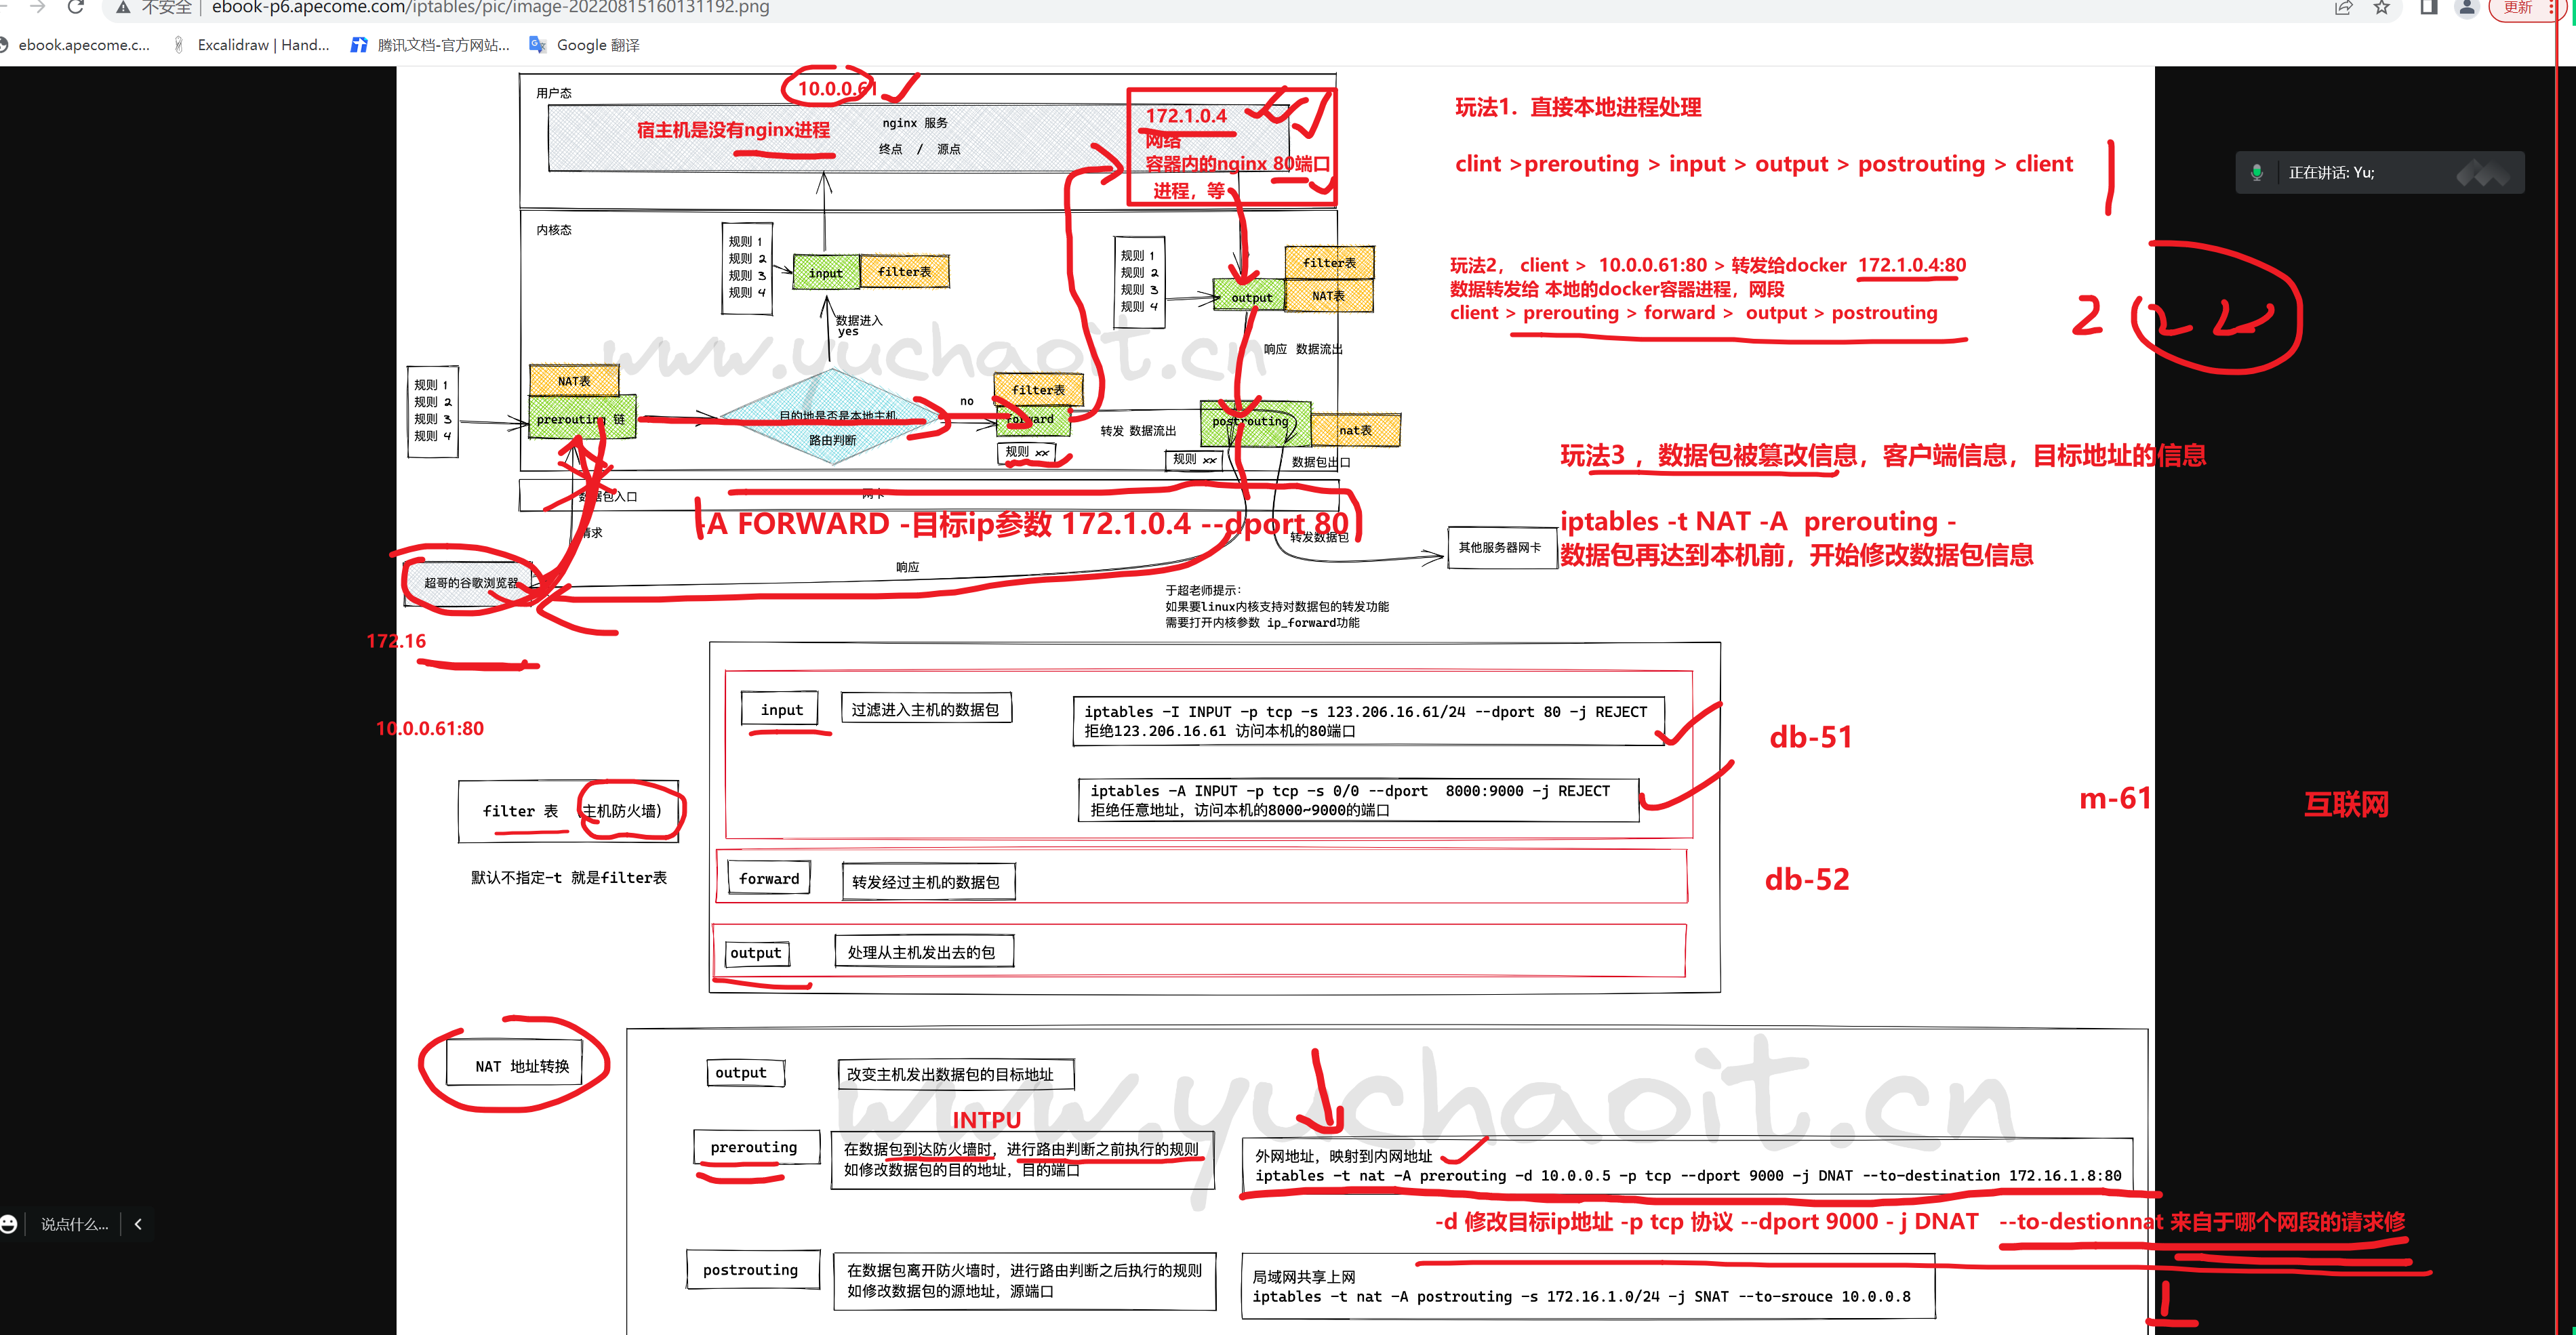 不安全 | ebook-p6.apecome.com/iptables/pic/image-20220815160131192.png
更新
ebook.apecome.c...
Excalidraw | Hand...
腾讯文档-官方网站...
Google 翻译
用户态
10.0.0.61
宿主机是没有nginx进程
nginx 服务
终点 / 源点
172.1.0.4
网络
容器内的nginx 80端口
进程，等
玩法1. 直接本地进程处理
clint >prerouting > input > output > postrouting > client
1
正在讲话: Yu;
内核态
规则 1
规则 2
规则 3
规则 4
input
filter表
规则 1
规则 2
规则 3
规则 4
output
filter表
NAT表
玩法2， client > 10.0.0.61:80 > 转发给docker 172.1.0.4:80
数据转发给 本地的docker容器进程，网段
client > prerouting > forward > output > postrouting
2
数据进入
yes
响应 数据流出
www.yuchaoit.cn
规则 1
规则 2
规则 3
规则 4
NAT表
prerouting 链
目的地是否是本地主机
路由判断
no
filter表
forward
规则 xx
转发 数据流出
postrouting
nat表
规则 xx
数据包出口
玩法3 ，数据包被篡改信息，客户端信息，目标地址的信息
数据包入口
网卡
-A FORWARD -目标ip参数 172.1.0.4 --dport 80
请求
转发数据包
其他服务器网卡
iptables -t NAT -A prerouting -
数据包再达到本机前，开始修改数据包信息
超哥的谷歌浏览器
响应
于超老师提示：
如果要linux内核支持对数据包的转发功能
需要打开内核参数 ip_forward功能
172.16
10.0.0.61:80
input
过滤进入主机的数据包
iptables -I INPUT -p tcp -s 123.206.16.61/24 --dport 80 -j REJECT
拒绝123.206.16.61 访问本机的80端口
db-51
iptables -A INPUT -p tcp -s 0/0 --dport 8000:9000 -j REJECT
拒绝任意地址，访问本机的8000~9000的端口
m-61
互联网
filter 表 （主机防火墙）
默认不指定-t 就是filter表
forward
转发经过主机的数据包
db-52
output
处理从主机发出去的包
NAT 地址转换
output
改变主机发出数据包的目标地址
www.yuchaoit.cn
INTPU
prerouting
在数据包到达防火墙时，进行路由判断之前执行的规则
如修改数据包的目的地址，目的端口
外网地址，映射到内网地址
iptables -t nat -A prerouting -d 10.0.0.5 -p tcp --dport 9000 -j DNAT --to-destination 172.16.1.8:80
说点什么...
-d 修改目标ip地址 -p tcp 协议 --dport 9000 - j DNAT --to-destionnat 来自于哪个网段的请求修
postrouting
在数据包离开防火墙时，进行路由判断之后执行的规则
如修改数据包的源地址，源端口
局域网共享上网
iptables -t nat -A postrouting -s 172.16.1.0/24 -j SNAT --to-srouce 10.0.0.8